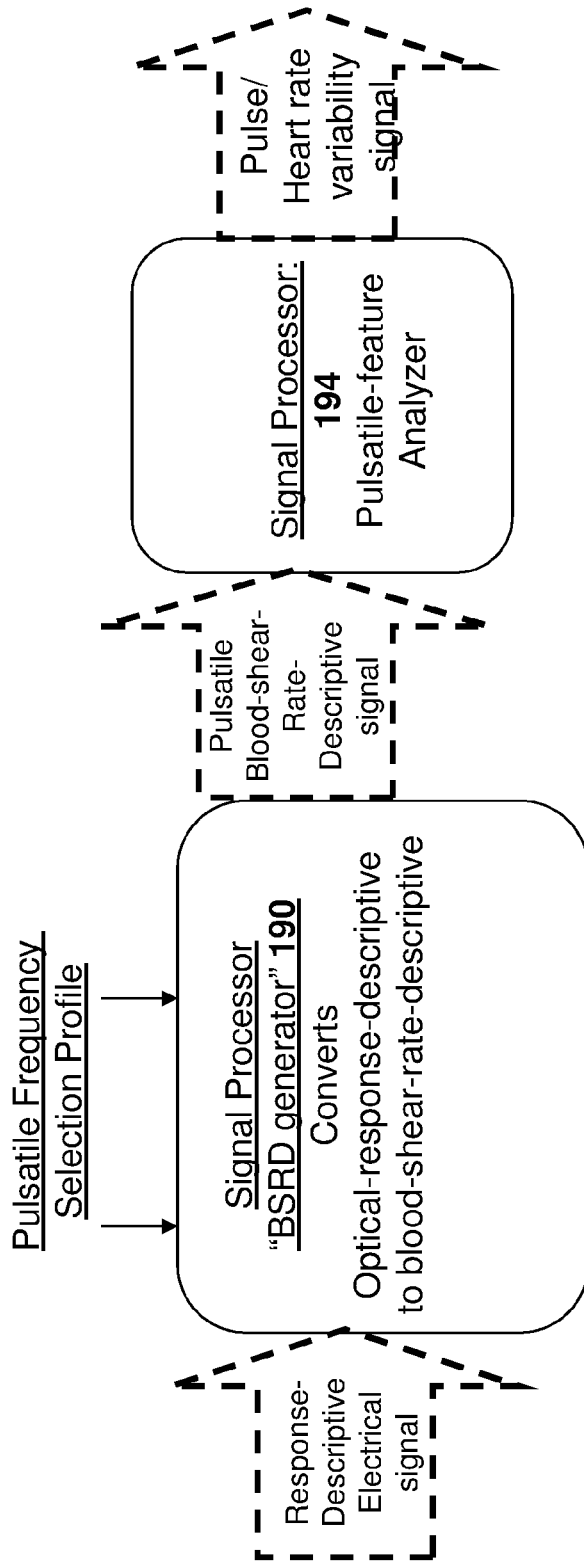 Pulsatile Frequency
Selection Profile
Response-
Descriptive
Electrical
signal
Signal Processor
“BSRD generator” 190
Converts
Optical-response-descriptive
to blood-shear-rate-descriptive
Pulsatile
Blood-shear-
Rate-
Descriptive
signal
Signal Processor:
194
Pulsatile-feature
Analyzer
Pulse/
Heart rate
variability
signal